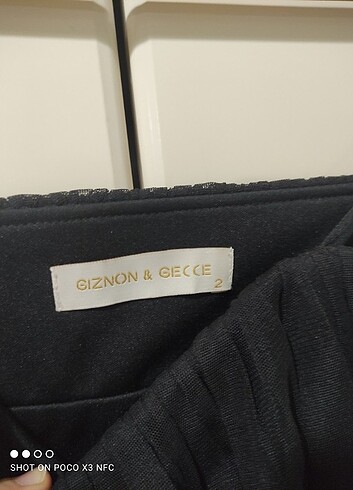 GIZNON & GECCE
2
SHOT ON POCO X3 NFC